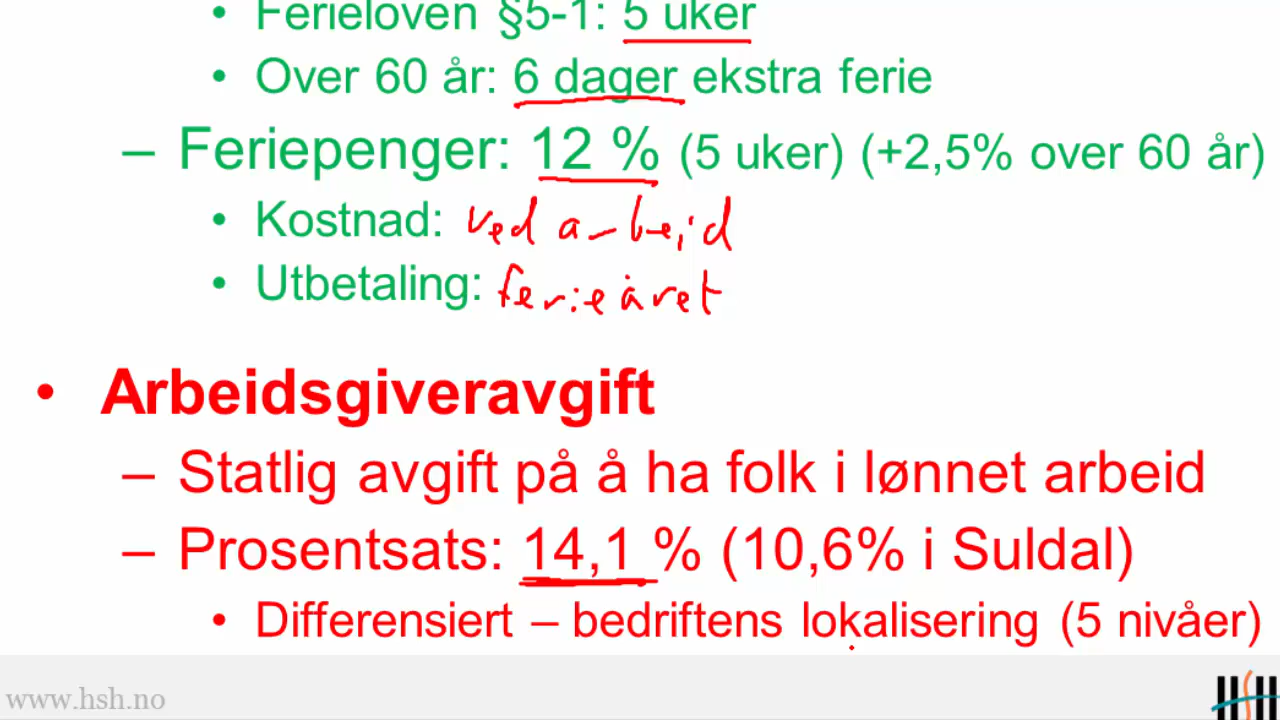 • Ferieloven §5-1: 5 uker
• Over 60 år: 6 dager ekstra ferie
– Feriepenger: 12 % (5 uker) (+2,5% over 60 år)
• Kostnad: ved arbeid
• Utbetaling: ferieåret
• Arbeidsgiveravgift
– Statlig avgift på å ha folk i lønnet arbeid
– Prosentsats: 14,1 % (10,6% i Suldal)
• Differensiert – bedriftens lokalisering (5 nivåer)
www.hsh.no
HSH